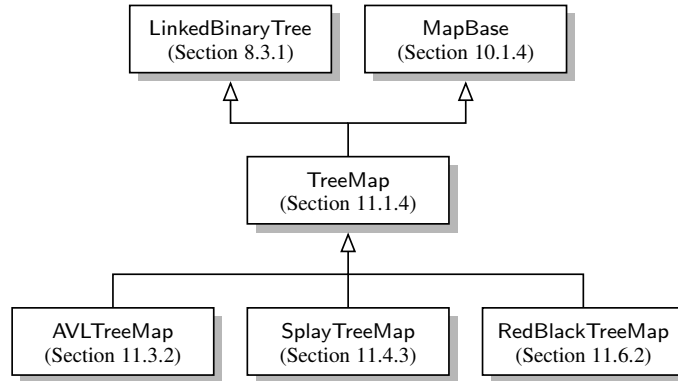 LinkedBinaryTree
(Section 8.3.1)
MapBase
(Section 10.1.4)
TreeMap
(Section 11.1.4)
AVLTreeMap
(Section 11.3.2)
SplayTreeMap
(Section 11.4.3)
RedBlackTreeMap
(Section 11.6.2)